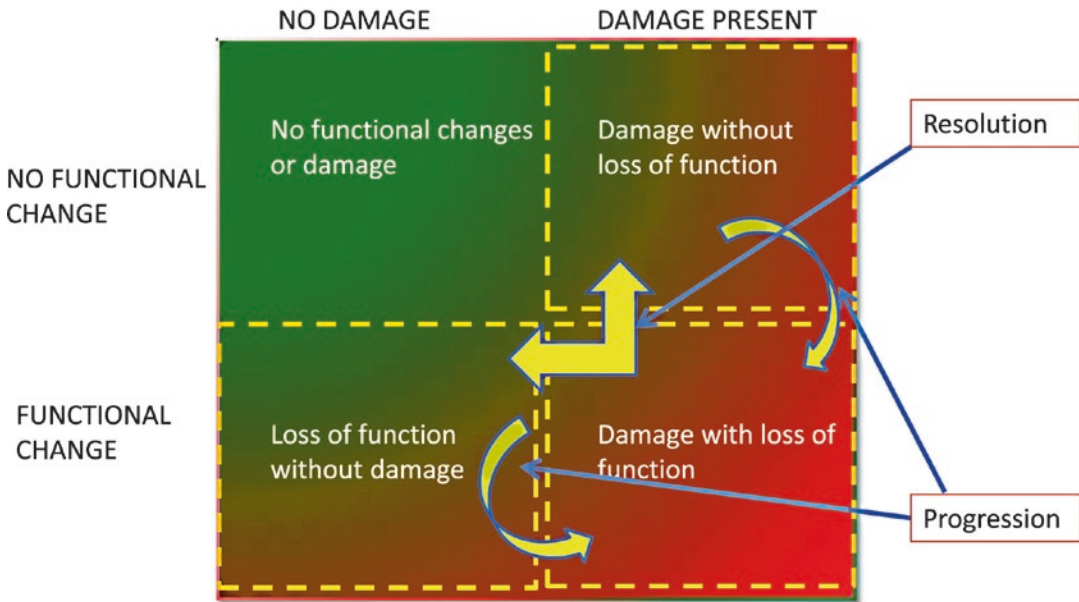 NO DAMAGE
DAMAGE PRESENT
NO FUNCTIONAL
CHANGE
No functional changes
or damage
Damage without
loss of function
Resolution
FUNCTIONAL
CHANGE
Loss of function
without damage
Damage with loss of
function
Progression